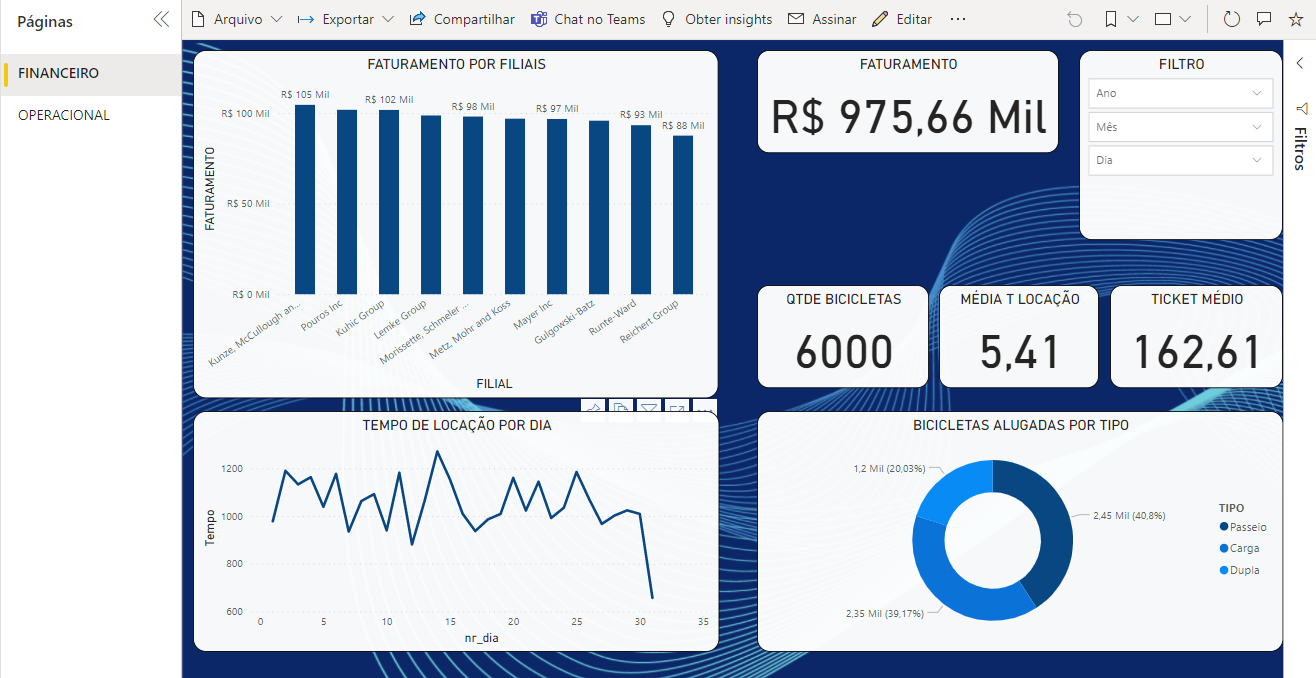 Páginas
FINANCEIRO
OPERACIONAL
Arquivo Exportar Compartilhar Chat no Teams Obter insights Assinar Editar ...
FATURAMENTO POR FILIAIS
FATURAMENTO
R$ 100 Mil
R$ 50 Mil
R$ 0 Mil
R$ 105 Mil
R$ 102 Mil
R$ 98 Mil
R$ 97 Mil
R$ 93 Mil
R$ 88 Mil
Kunze, McCullough an...
Pouros Inc
Kuhic Group
Lemke Group
Morissette, Schmeler ...
Metz, Mohr and Koss
Mayer Inc
Gulgowski-Batz
Runte-Ward
Reichert Group
FILIAL
FATURAMENTO
R$ 975,66 Mil
FILTRO
Ano
Mês
Dia
Filtros
QTDE BICICLETAS
6000
MÉDIA T LOCAÇÃO
5,41
TICKET MÉDIO
162,61
TEMPO DE LOCAÇÃO POR DIA
Tempo
1200
1000
800
600
0 5 10 15 20 25 30 35
nr_dia
BICICLETAS ALUGADAS POR TIPO
1,2 Mil (20,03%)
2,45 Mil (40,8%)
2,35 Mil (39,17%)
TIPO
Passeio
Carga
Dupla